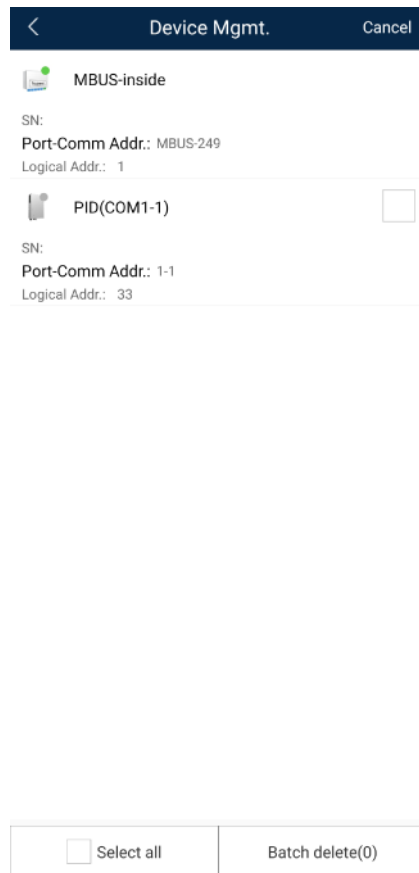 Device Mgmt.
Cancel
MBUS-inside
SN:
Port-Comm Addr.: MBUS-249
Logical Addr.: 1
PID(COM1-1)
SN:
Port-Comm Addr.: 1-1
Logical Addr.: 33
Select all
Batch delete(0)